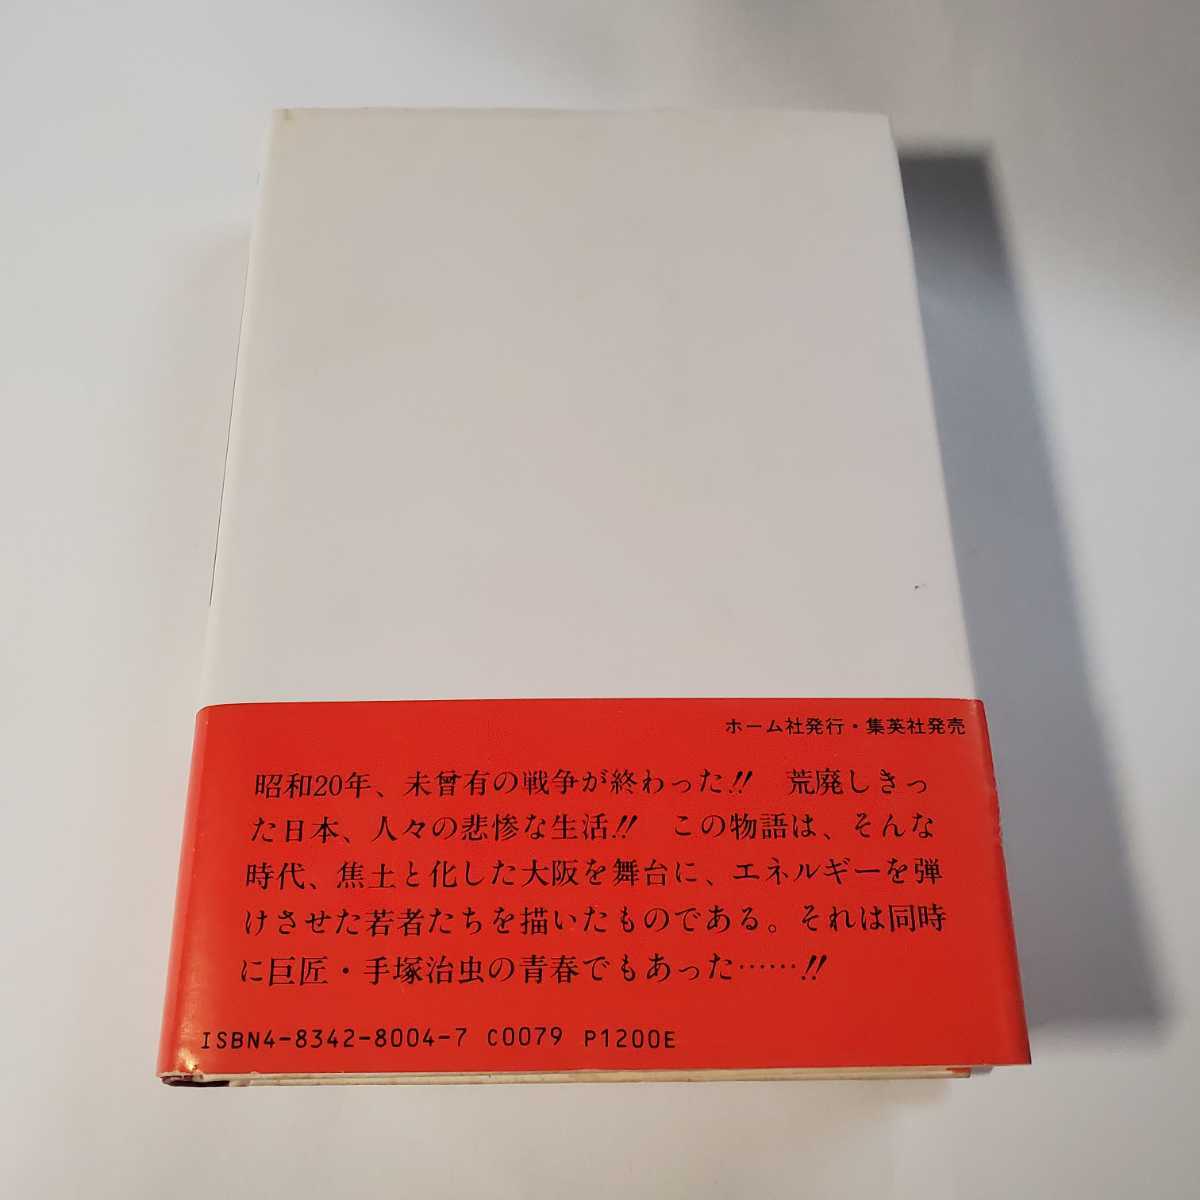 ホーム社発行・集英社発売
昭和20年、未曾有の戦争が終わった!! 荒廃しきっ
た日本、人々の悲惨な生活!! この物語は、そんな
時代、焦土と化した大阪を舞台に、エネルギーを弾
けさせた若者たちを描いたものである。それは同時
に巨匠・手塚治虫の青春でもあった……!!
ISBN4-8342-8004-7 C0079 P1200E